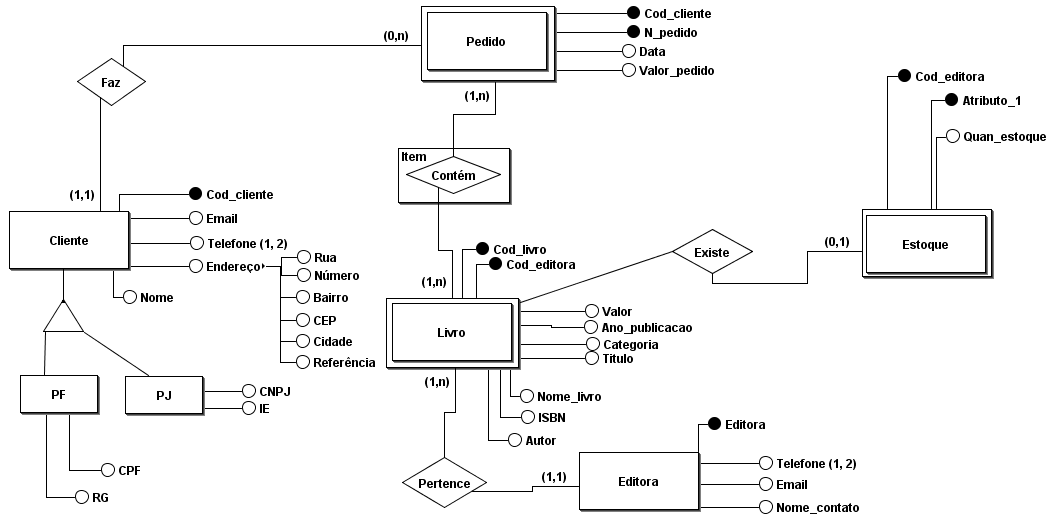 Cod_cliente
N_pedido
Data
Valor_pedido
Pedido
(0,n)
(1,n)
Faz
Item
Contém
(1,1)
Cod_cliente
Email
Telefone (1, 2)
Endereço
Nome
Cliente
Rua
Número
Bairro
CEP
Cidade
Referência
PF
PJ
CNPJ
IE
CPF
RG
Cod_livro
Cod_editora
(1,n)
Livro
Valor
Ano_publicacao
Categoria
Titulo
Nome_livro
ISBN
Autor
(1,n)
Existe
(0,1)
Cod_editora
Atributo_1
Quan_estoque
Estoque
Pertence
(1,1)
Editora
Editora
Telefone (1, 2)
Email
Nome_contato